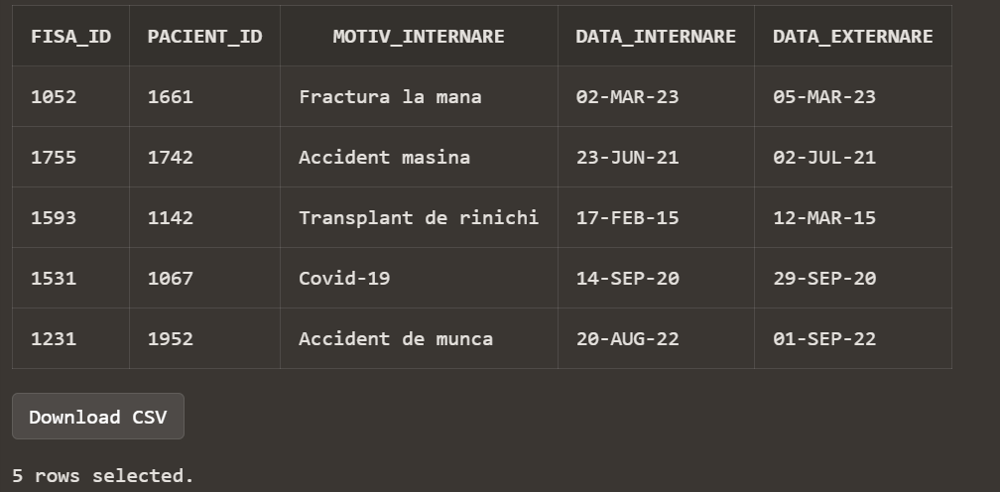 FISA_ID PACIENT_ID MOTIV_INTERNARE DATA_INTERNARE DATA_EXTERNARE
1052 1661 Fractura la mana 02-MAR-23 05-MAR-23
1755 1742 Accident masina 23-JUN-21 02-JUL-21
1593 1142 Transplant de rinichi 17-FEB-15 12-MAR-15
1531 1067 Covid-19 14-SEP-20 29-SEP-20
1231 1952 Accident de munca 20-AUG-22 01-SEP-22
Download CSV
5 rows selected.